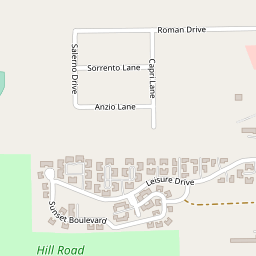 Roman Drive
Salerno Drive
Sorrento Lane
Capri Lane
Anzio Lane
Leisure Drive
Sunset Boulevard
Hill Road